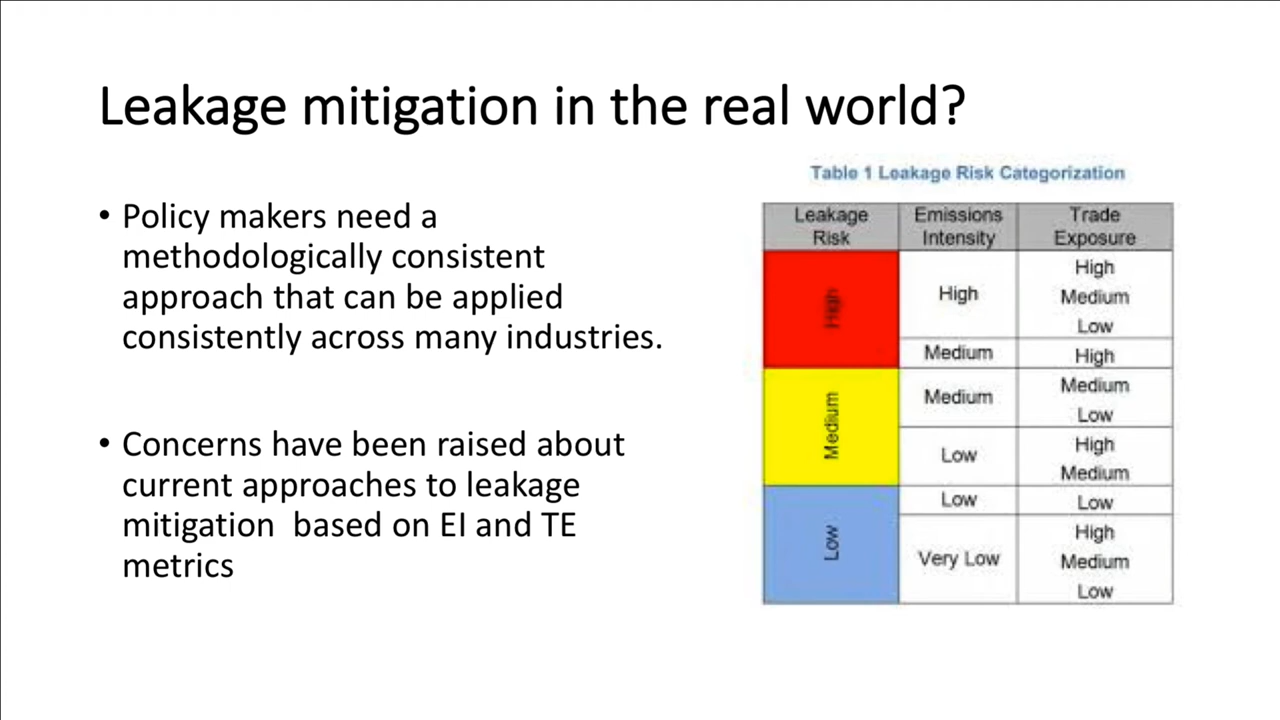 Leakage mitigation in the real world?
• Policy makers need a
methodologically consistent
approach that can be applied
consistently across many industries.
• Concerns have been raised about
current approaches to leakage
mitigation  based on EI and TE
metrics
Table 1 Leakage Risk Categorization
Leakage Risk Emissions Intensity Trade Exposure
High High High
Medium
Low
Medium High
Medium Medium Medium
Low
Low High
Medium
Low Low Low
Very Low High
Medium
Low